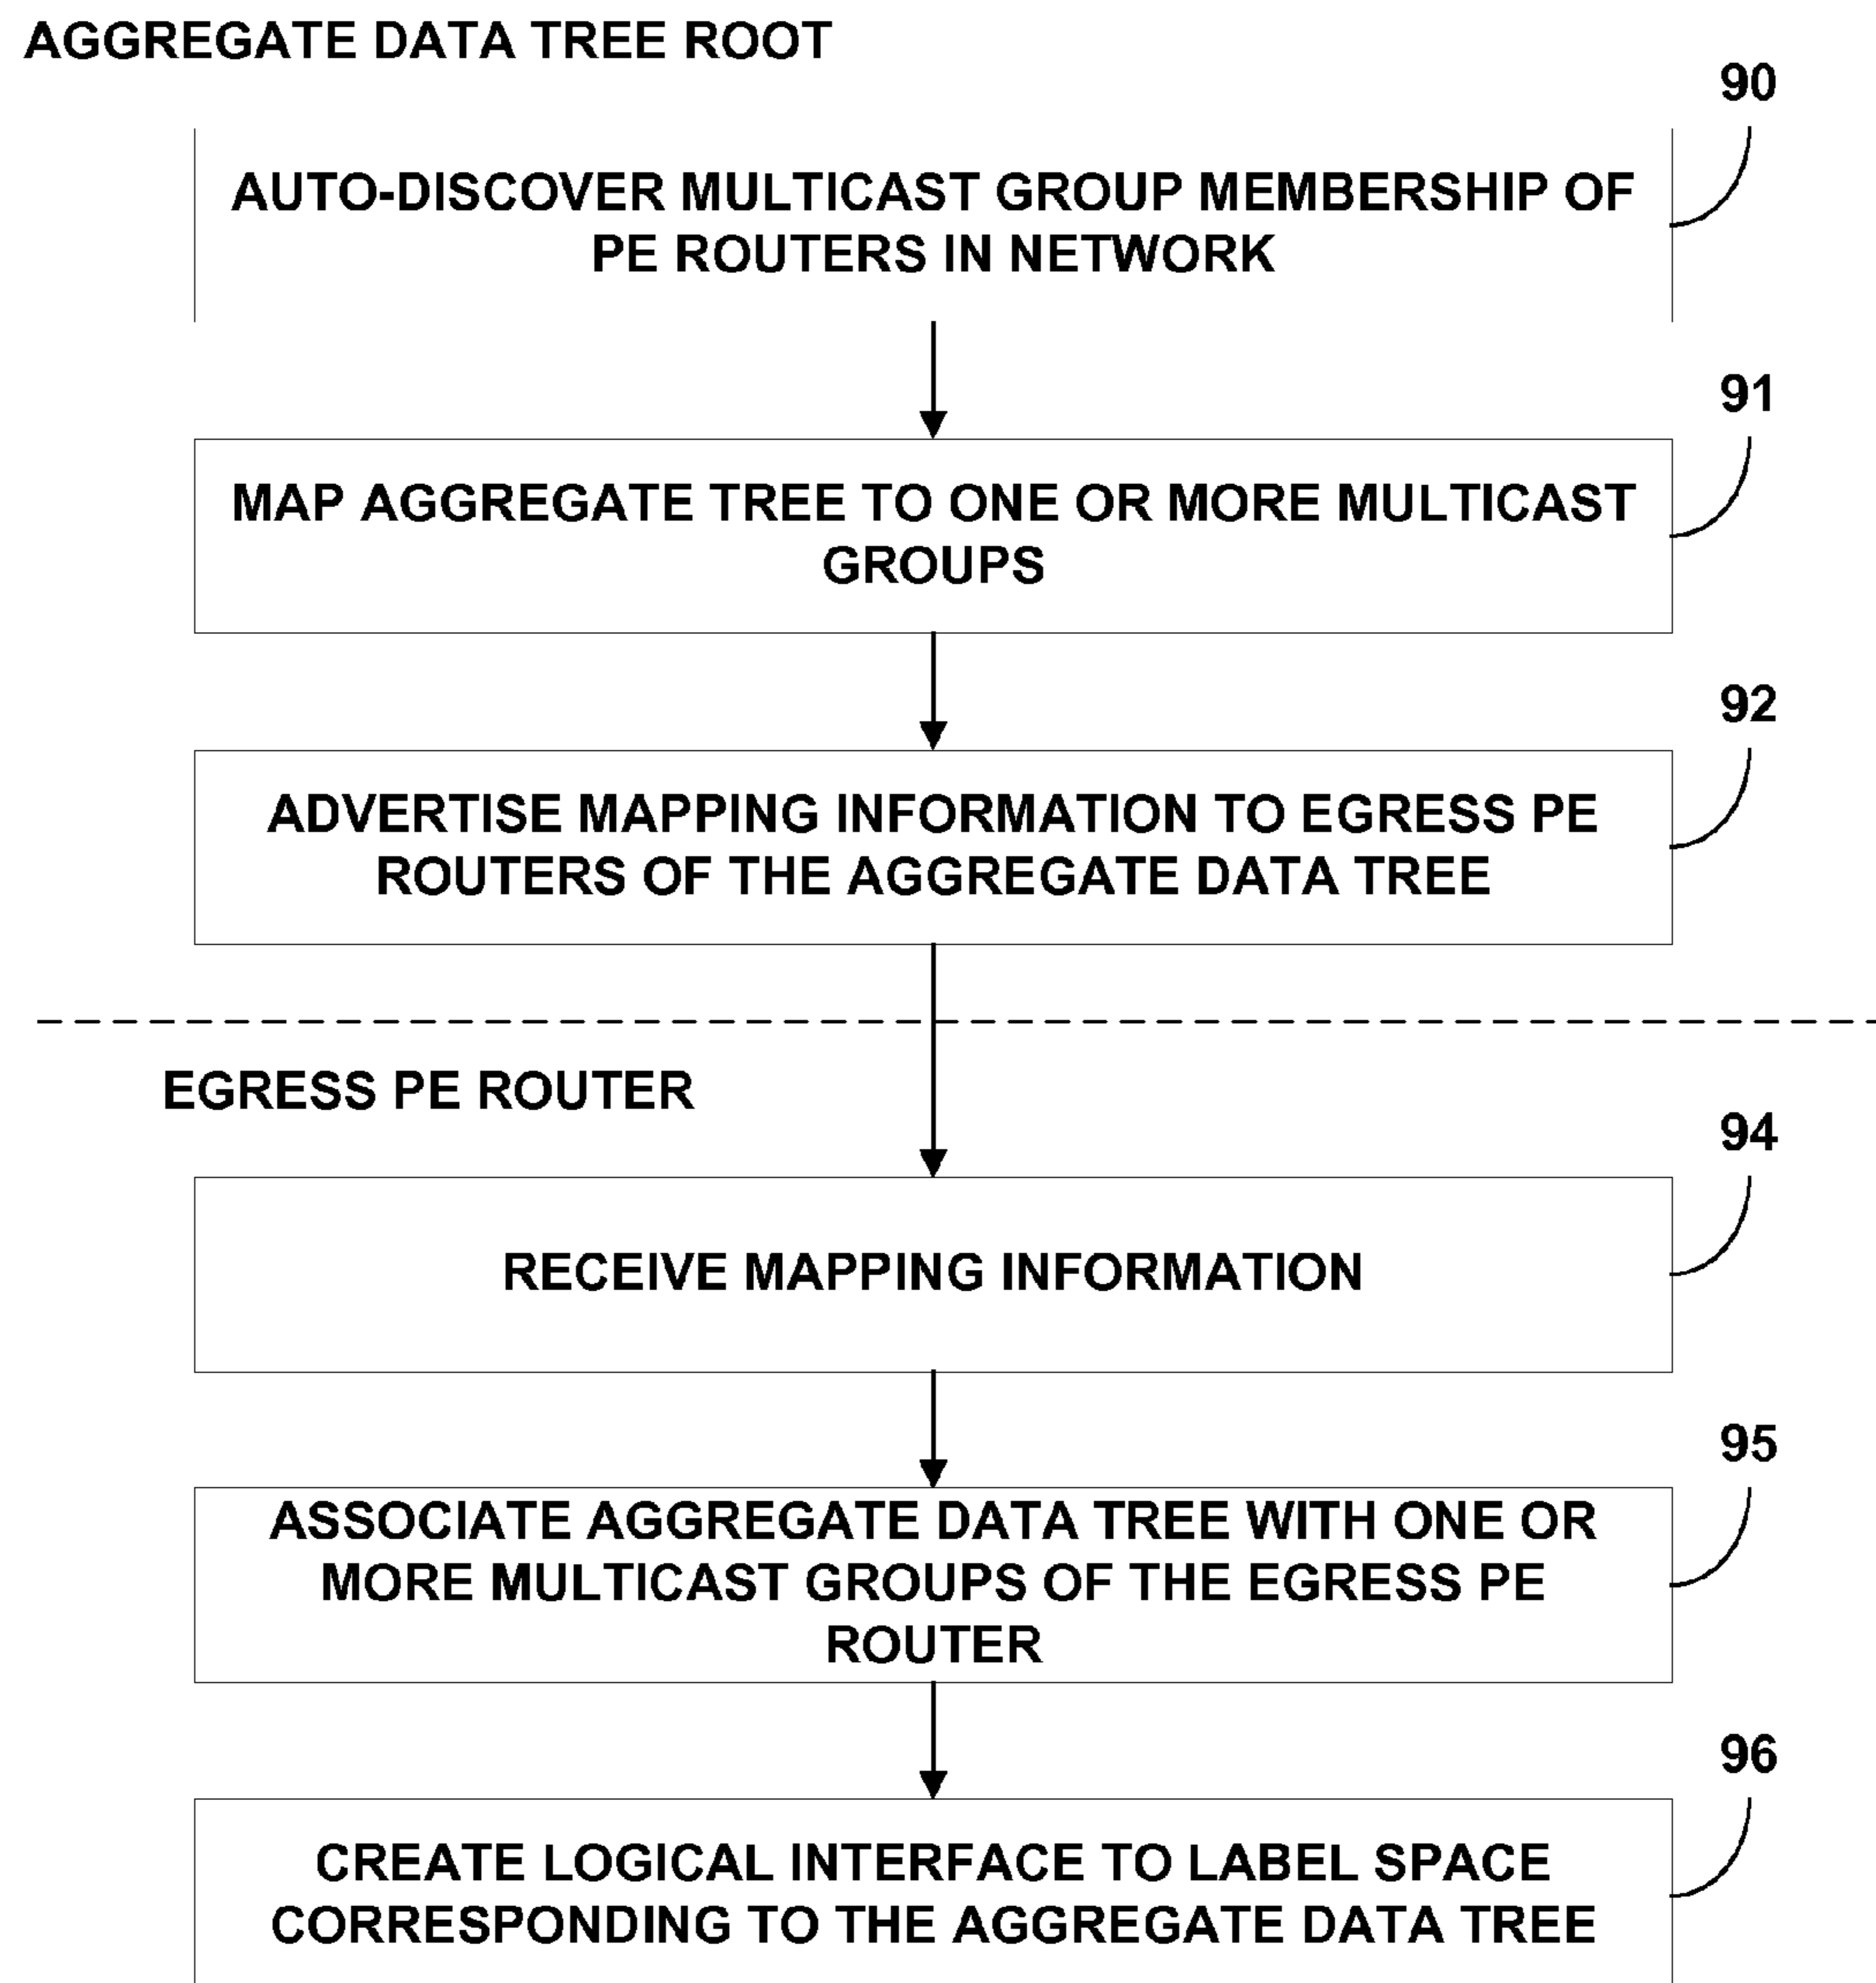 AGGREGATE DATA TREE ROOT
90
AUTO-DISCOVER MULTICAST GROUP MEMBERSHIP OF
PE ROUTERS IN NETWORK
91
MAP AGGREGATE TREE TO ONE OR MORE MULTICAST
GROUPS
92
ADVERTISE MAPPING INFORMATION TO EGRESS PE
ROUTERS OF THE AGGREGATE DATA TREE
EGRESS PE ROUTER
94
RECEIVE MAPPING INFORMATION
95
ASSOCIATE AGGREGATE DATA TREE WITH ONE OR
MORE MULTICAST GROUPS OF THE EGRESS PE
ROUTER
96
CREATE LOGICAL INTERFACE TO LABEL SPACE
CORRESPONDING TO THE AGGREGATE DATA TREE